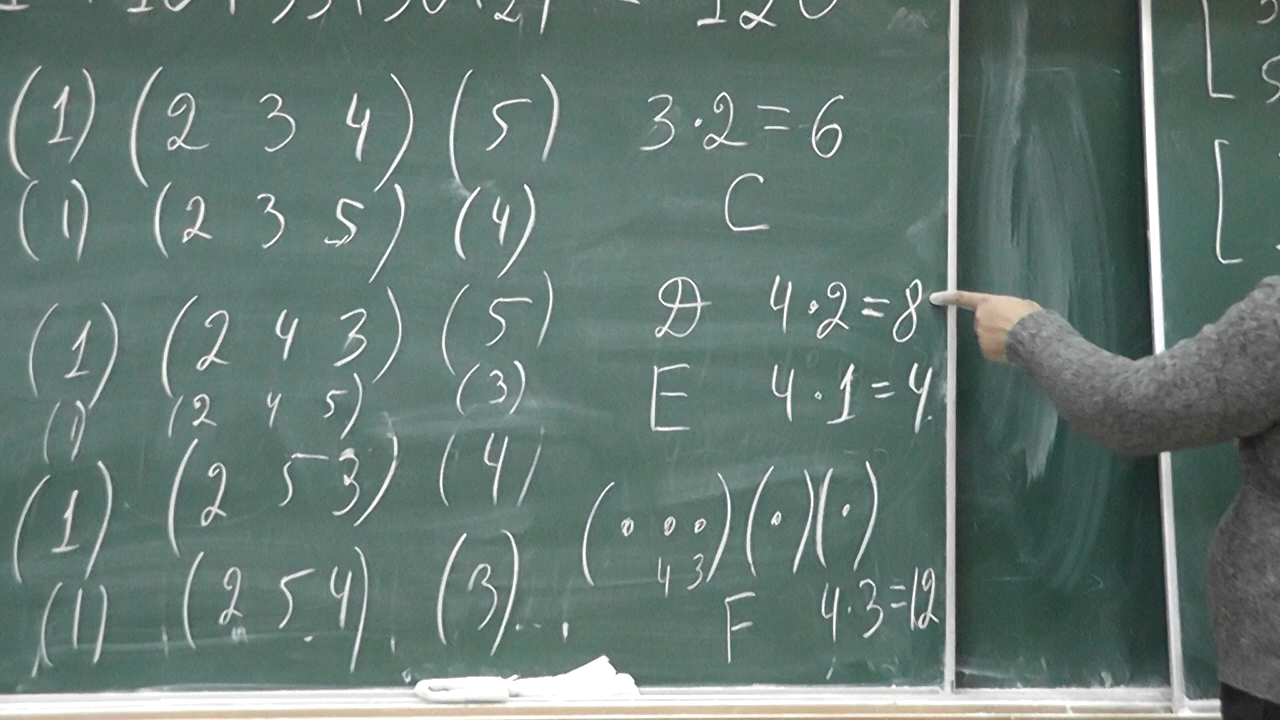 (1) (2 3 4) (5) 3·2=6
(1) (2 3 5) (4) C
(1) (2 4 3) (5) D 4·2=8
(1) (2 4 5) (3) E 4·1=4
(1) (2 5 3) (4) (∘ ∘ ∘)(∘)(∘)
4 3
(1) (2 5 4) (3)... F 4·3=12